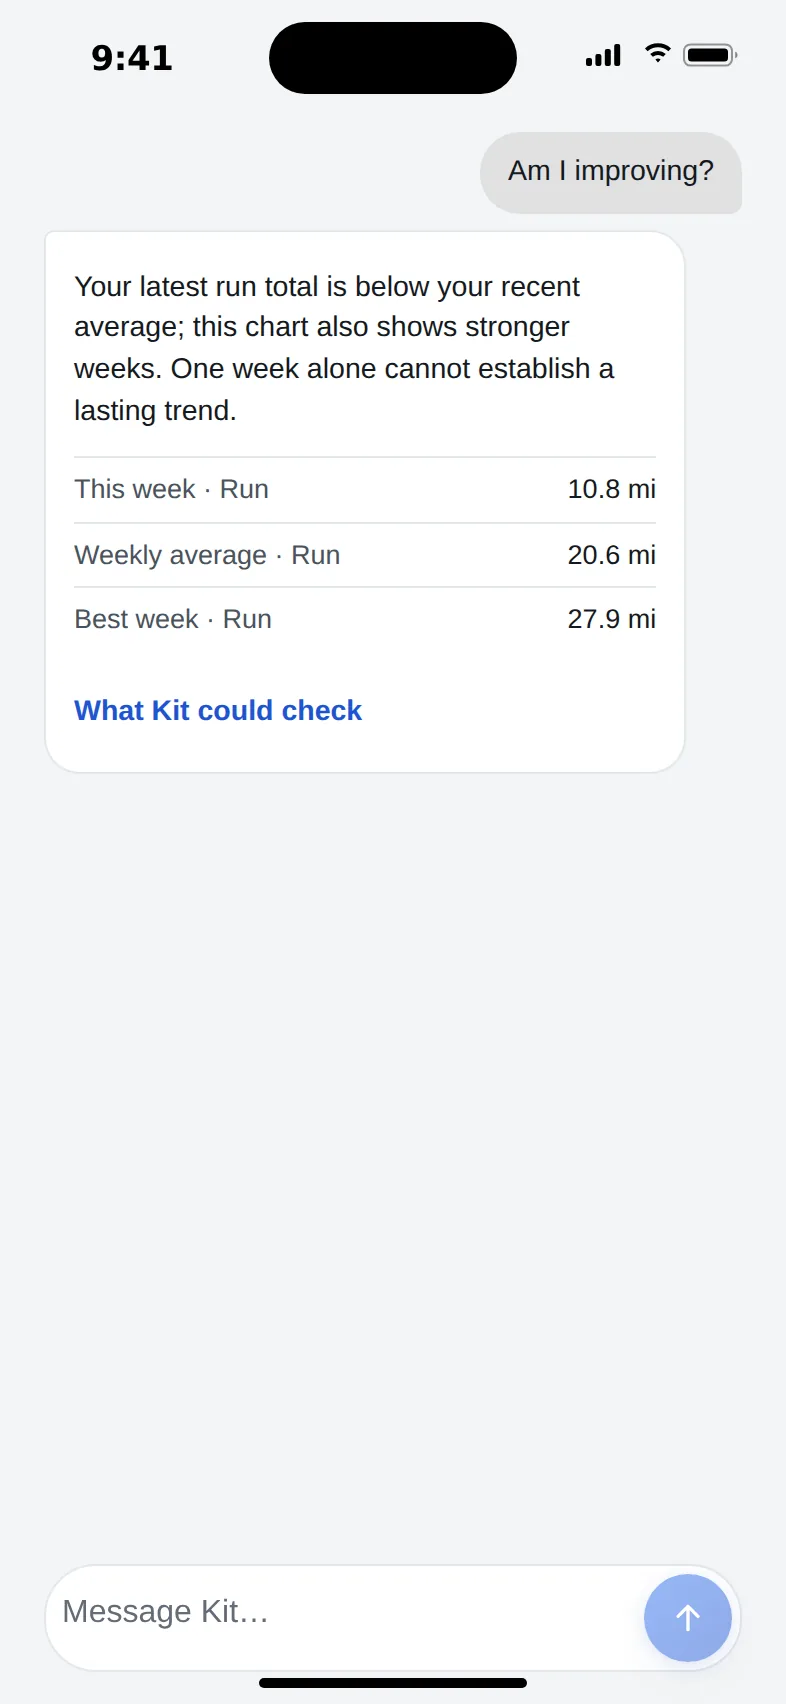 9:41
Am I improving?
Your latest run total is below your recent
average; this chart also shows stronger
weeks. One week alone cannot establish a
lasting trend.
This week · Run 10.8 mi
Weekly average · Run 20.6 mi
Best week · Run 27.9 mi
What Kit could check
Message Kit…